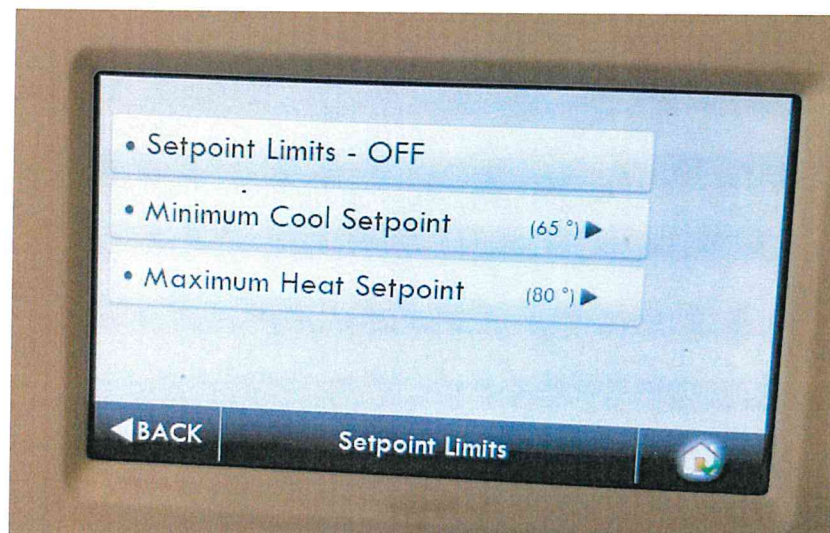 • Setpoint Limits - OFF
• Minimum Cool Setpoint (65 °)▶
• Maximum Heat Setpoint (80 °)▶
◀BACK Setpoint Limits